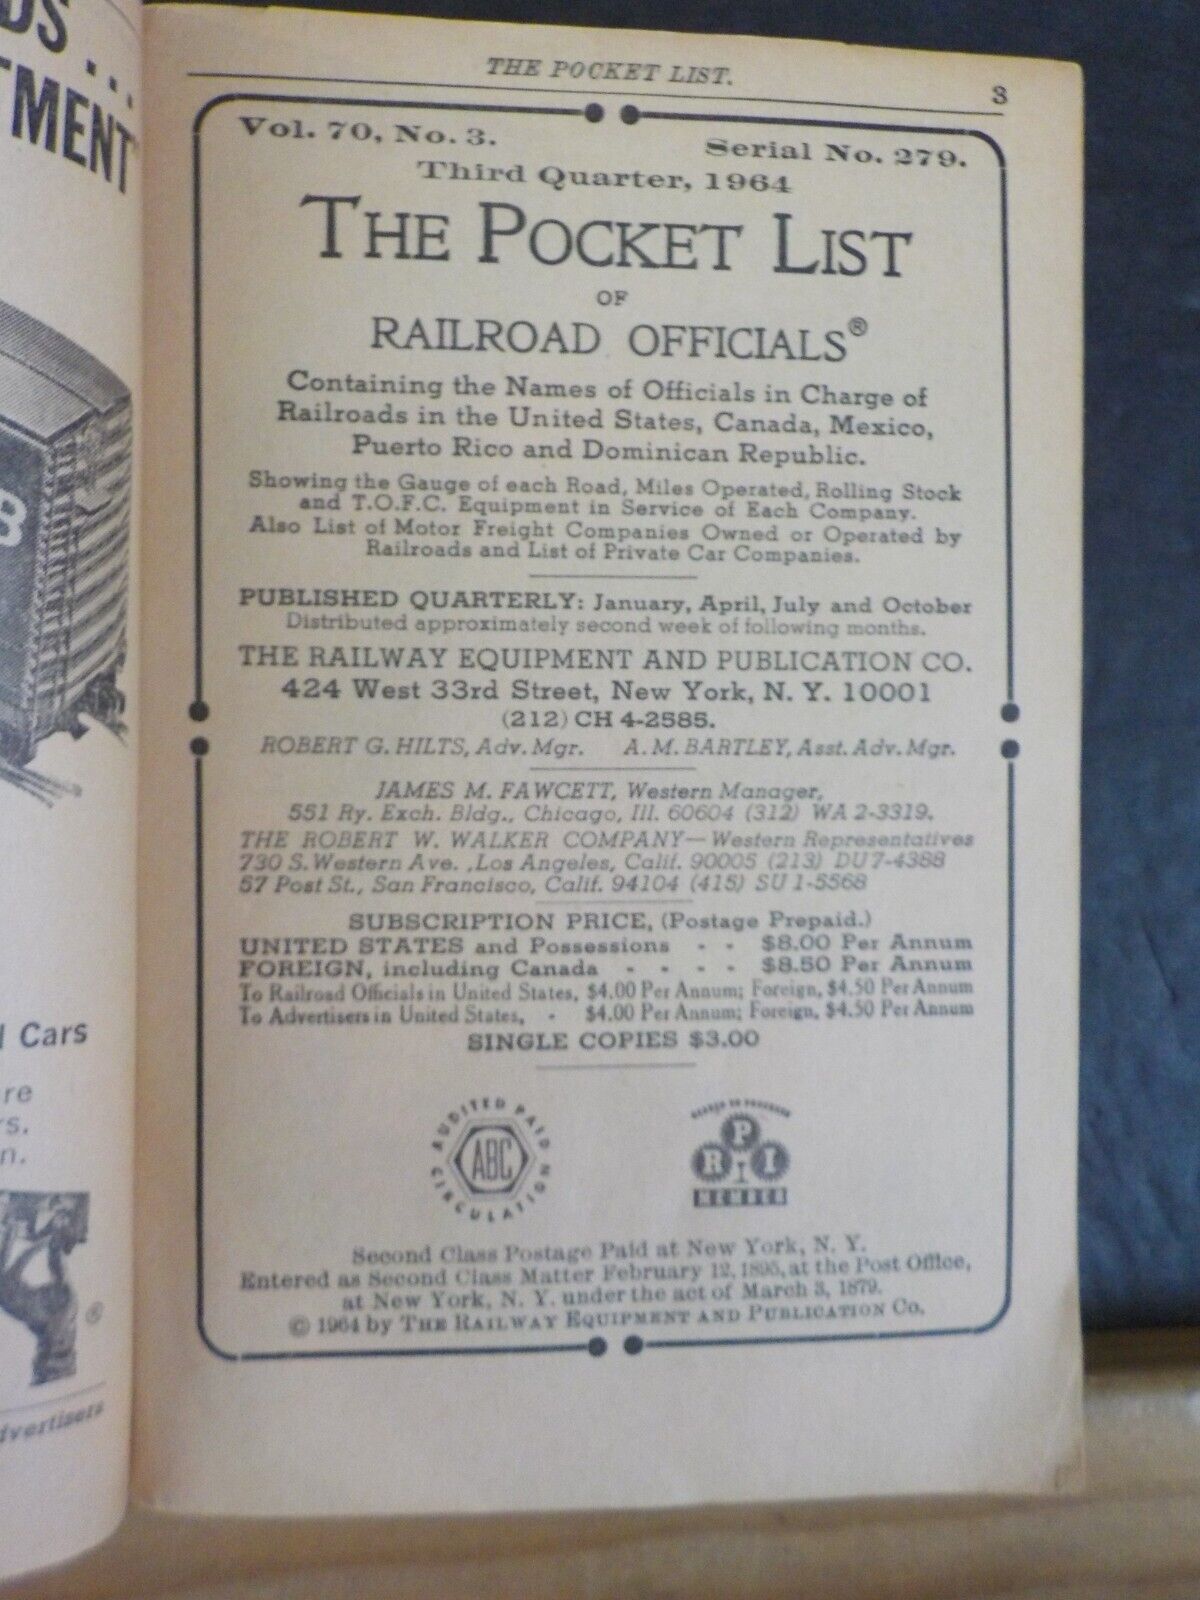 DS . . .
TMENT
B
l Cars
re
rs.
n.
®
dvertisers
THE POCKET LIST.
3
Vol. 70, No. 3.
Serial No. 279.
Third Quarter, 1964
THE POCKET LIST
OF
RAILROAD OFFICIALS®
Containing the Names of Officials in Charge of
Railroads in the United States, Canada, Mexico,
Puerto Rico and Dominican Republic.
Showing the Gauge of each Road, Miles Operated, Rolling Stock
and T.O.F.C. Equipment in Service of Each Company.
Also List of Motor Freight Companies Owned or Operated by
Railroads and List of Private Car Companies.
PUBLISHED QUARTERLY: January, April, July and October
Distributed approximately second week of following months.
THE RAILWAY EQUIPMENT AND PUBLICATION CO.
424 West 33rd Street, New York, N. Y. 10001
(212) CH 4-2585.
ROBERT G. HILTS, Adv. Mgr. A. M. BARTLEY, Asst. Adv. Mgr.
JAMES M. FAWCETT, Western Manager,
551 Ry. Exch. Bldg., Chicago, Ill. 60604 (312) WA 2-3319.
THE ROBERT W. WALKER COMPANY—Western Representatives
730 S. Western Ave. ,Los Angeles, Calif. 90005 (213) DU 7-4388
57 Post St., San Francisco, Calif. 94104 (415) SU 1-5568
SUBSCRIPTION PRICE, (Postage Prepaid.)
UNITED STATES and Possessions - - $8.00 Per Annum
FOREIGN, including Canada - - - - $8.50 Per Annum
To Railroad Officials in United States, $4.00 Per Annum; Foreign, $4.50 Per Annum
To Advertisers in United States, - $4.00 Per Annum; Foreign, $4.50 Per Annum
SINGLE COPIES $3.00
AUDITED PAID
ABC
CIRCULATION
P
R I
MEMBER
Second Class Postage Paid at New York, N. Y.
Entered as Second Class Matter February 12, 1895, at the Post Office,
at New York, N. Y. under the act of March 3, 1879.
© 1964 by THE RAILWAY EQUIPMENT AND PUBLICATION CO.